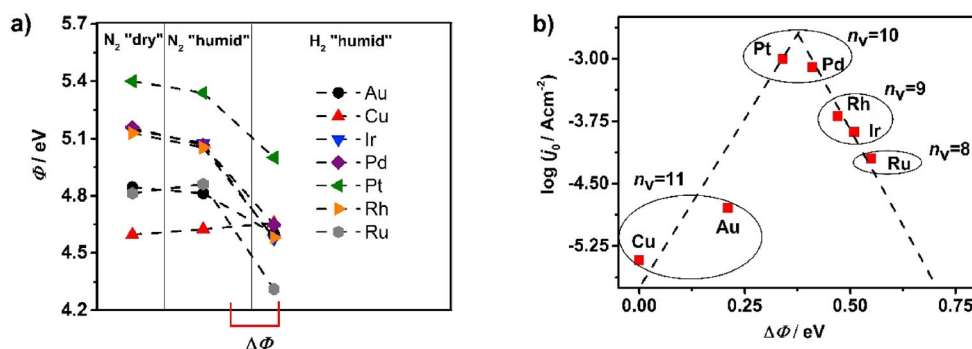 a)
N₂ "dry" N₂ "humid" H₂ "humid"
Φ / eV
5.7
5.4
5.1
4.8
4.5
4.2
Au
Cu
Ir
Pd
Pt
Rh
Ru
ΔΦ
b)
log (j₀ / Acm⁻²)
-3.00
-3.75
-4.50
-5.25
Pt
Pd
nᵥ=10
Rh
Ir
nᵥ=9
Ru
nᵥ=8
nᵥ=11
Au
Cu
0.00 0.25 0.50 0.75
ΔΦ / eV